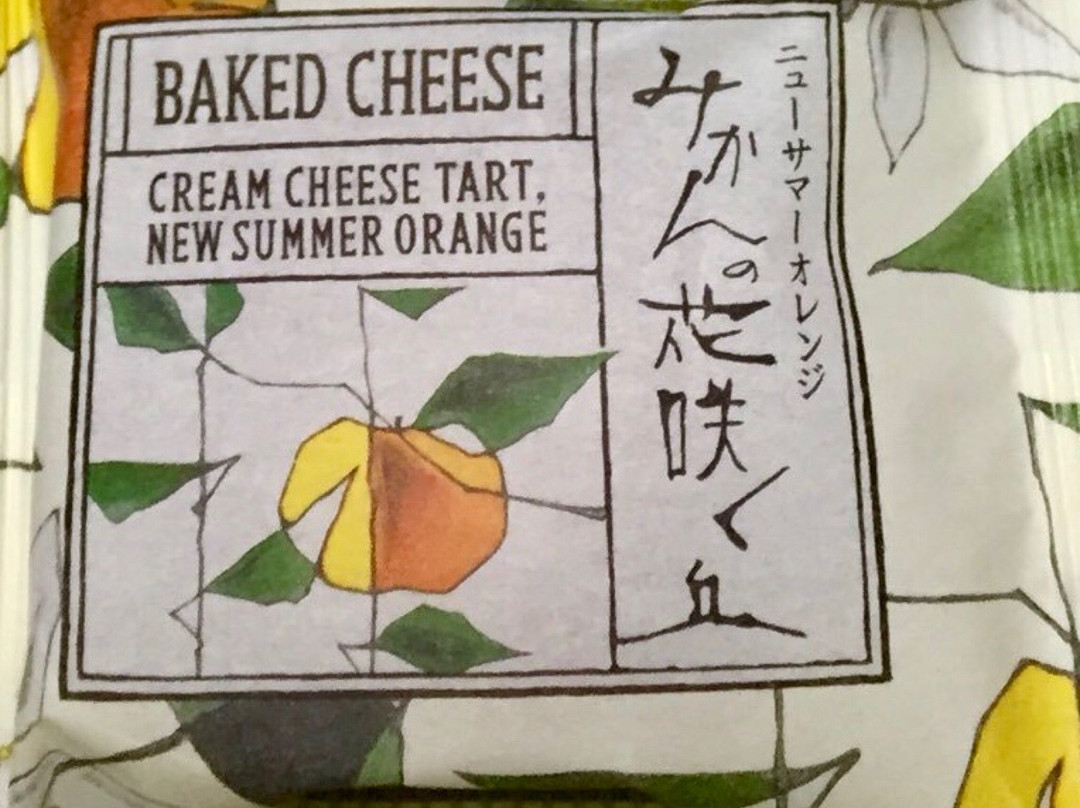 BAKED CHEESE
CREAM CHEESE TART,
NEW SUMMER ORANGE
ニューサマーオレンジ
みかんの花咲く丘